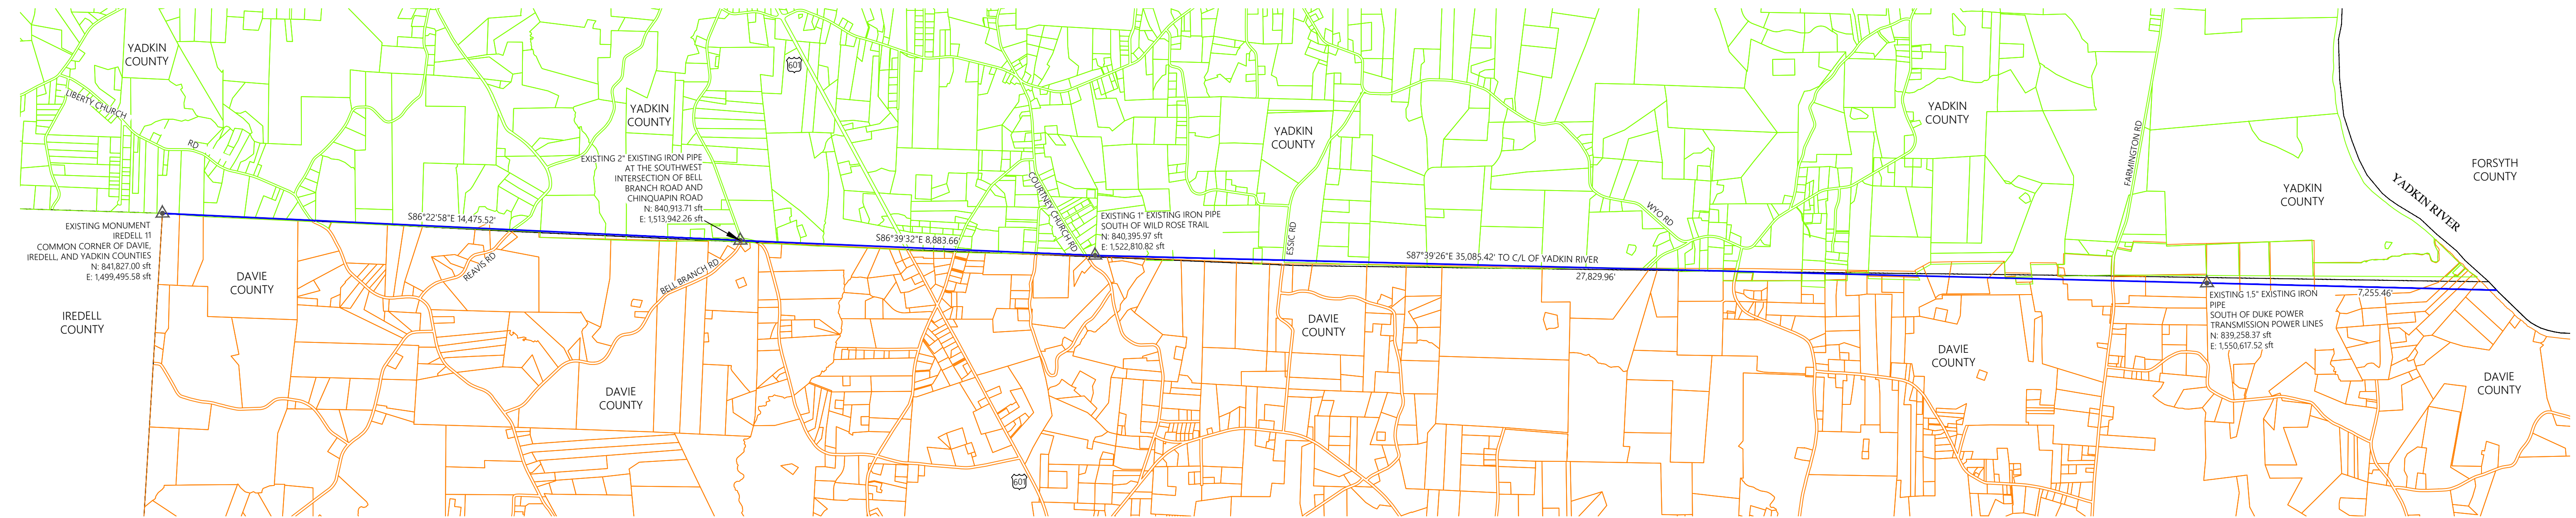 YADKIN
COUNTY
LIBERTY CHURCH
RD
601
YADKIN
COUNTY
EXISTING 2" EXISTING IRON PIPE
AT THE SOUTHWEST
INTERSECTION OF BELL
BRANCH ROAD AND
CHINQUAPIN ROAD
N: 840,913.71 sft
E: 1,513,942.26 sft
YADKIN
COUNTY
COURTNEY CHURCH RD
ESSIC RD
YADKIN
COUNTY
WYO RD
FARMINGTON RD
YADKIN
COUNTY
YADKIN RIVER
FORSYTH
COUNTY
EXISTING MONUMENT
IREDELL 11
COMMON CORNER OF DAVIE,
IREDELL, AND YADKIN COUNTIES
N: 841,827.00 sft
E: 1,499,495.58 sft
S86°22'58"E 14,475.52'
S86°39'32"E 8,883.66'
EXISTING 1" EXISTING IRON PIPE
SOUTH OF WILD ROSE TRAIL
N: 840,395.97 sft
E: 1,522,810.82 sft
S87°39'26"E 35,085.42' TO C/L OF YADKIN RIVER
27,829.96'
EXISTING 1.5" EXISTING IRON
PIPE
SOUTH OF DUKE POWER
TRANSMISSION POWER LINES
N: 839,258.37 sft
E: 1,550,617.52 sft
7,255.46'
IREDELL
COUNTY
DAVIE
COUNTY
REAVIS RD
BELL BRANCH RD
DAVIE
COUNTY
DAVIE
COUNTY
DAVIE
COUNTY
DAVIE
COUNTY
601